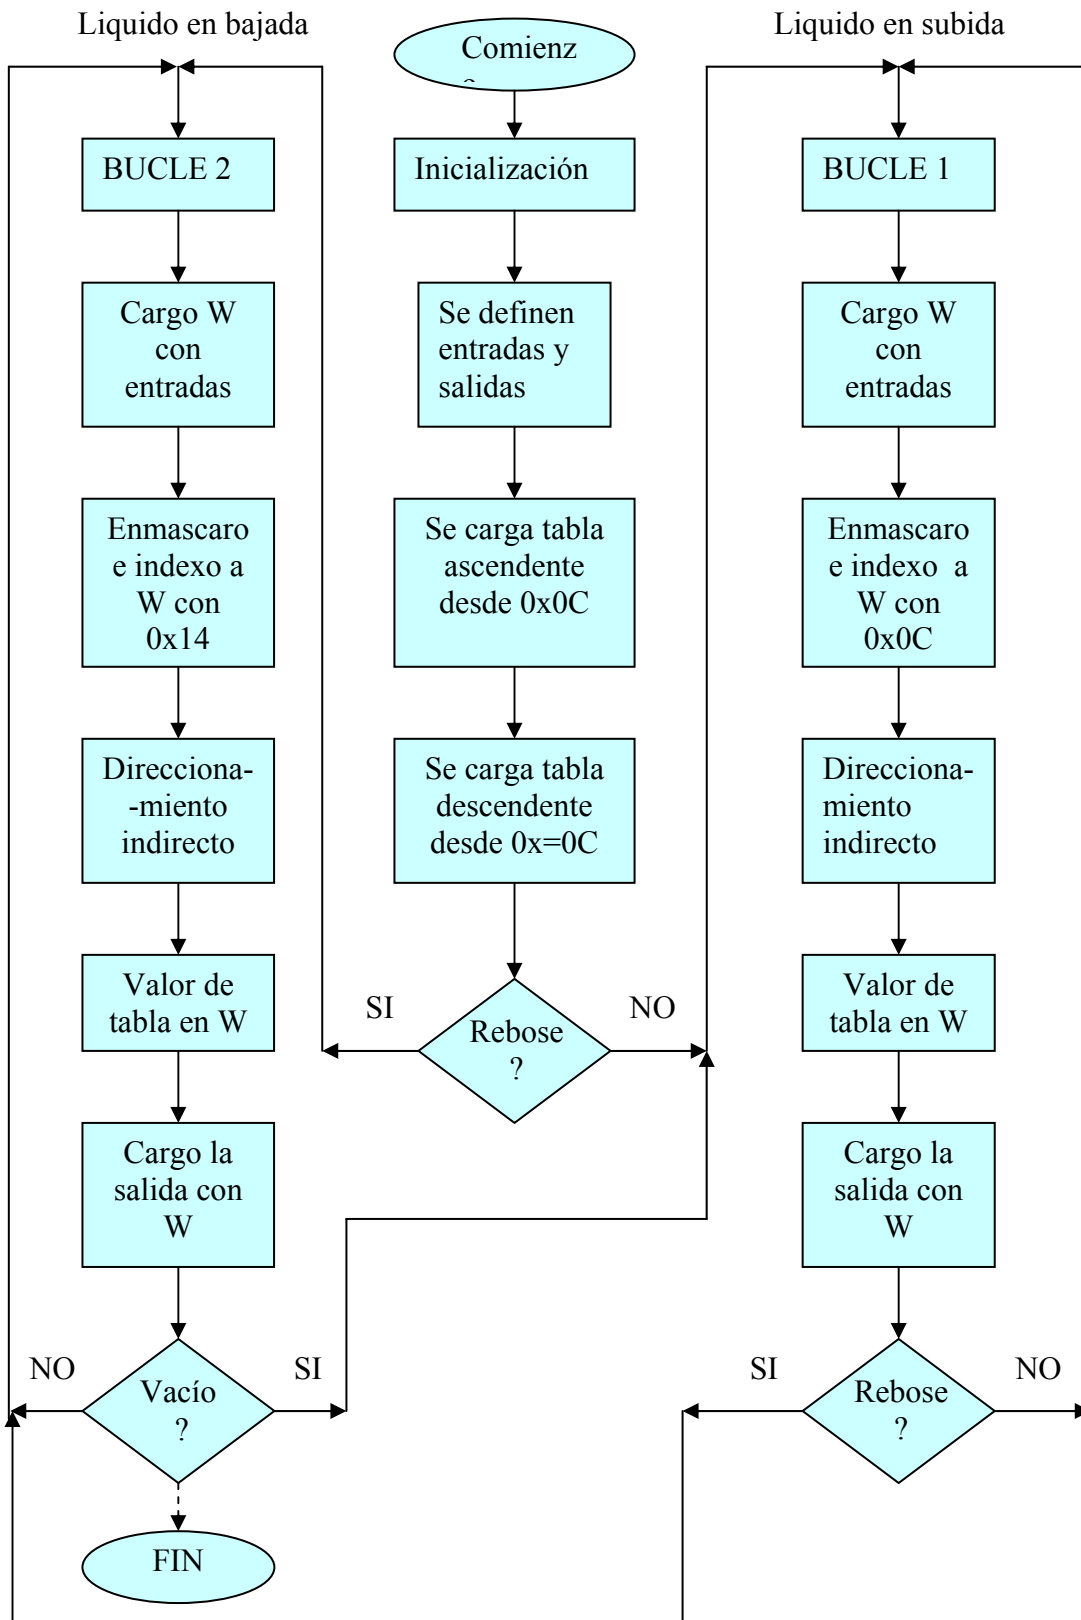 Liquido en bajada
Liquido en subida
Comienz
BUCLE 2
Inicialización
BUCLE 1
Cargo W
con
entradas
Se definen
entradas y
salidas
Cargo W
con
entradas
Enmascaro
e indexo a
W con
0x14
Se carga tabla
ascendente
desde 0x0C
Enmascaro
e indexo a
W con
0x0C
Direcciona-
-miento
indirecto
Se carga tabla
descendente
desde 0x=0C
Direcciona-
miento
indirecto
Valor de
tabla en W
SI
Rebose
?
NO
Valor de
tabla en W
Cargo la
salida con
W
Cargo la
salida con
W
NO
Vacío
?
SI
SI
Rebose
?
NO
FIN